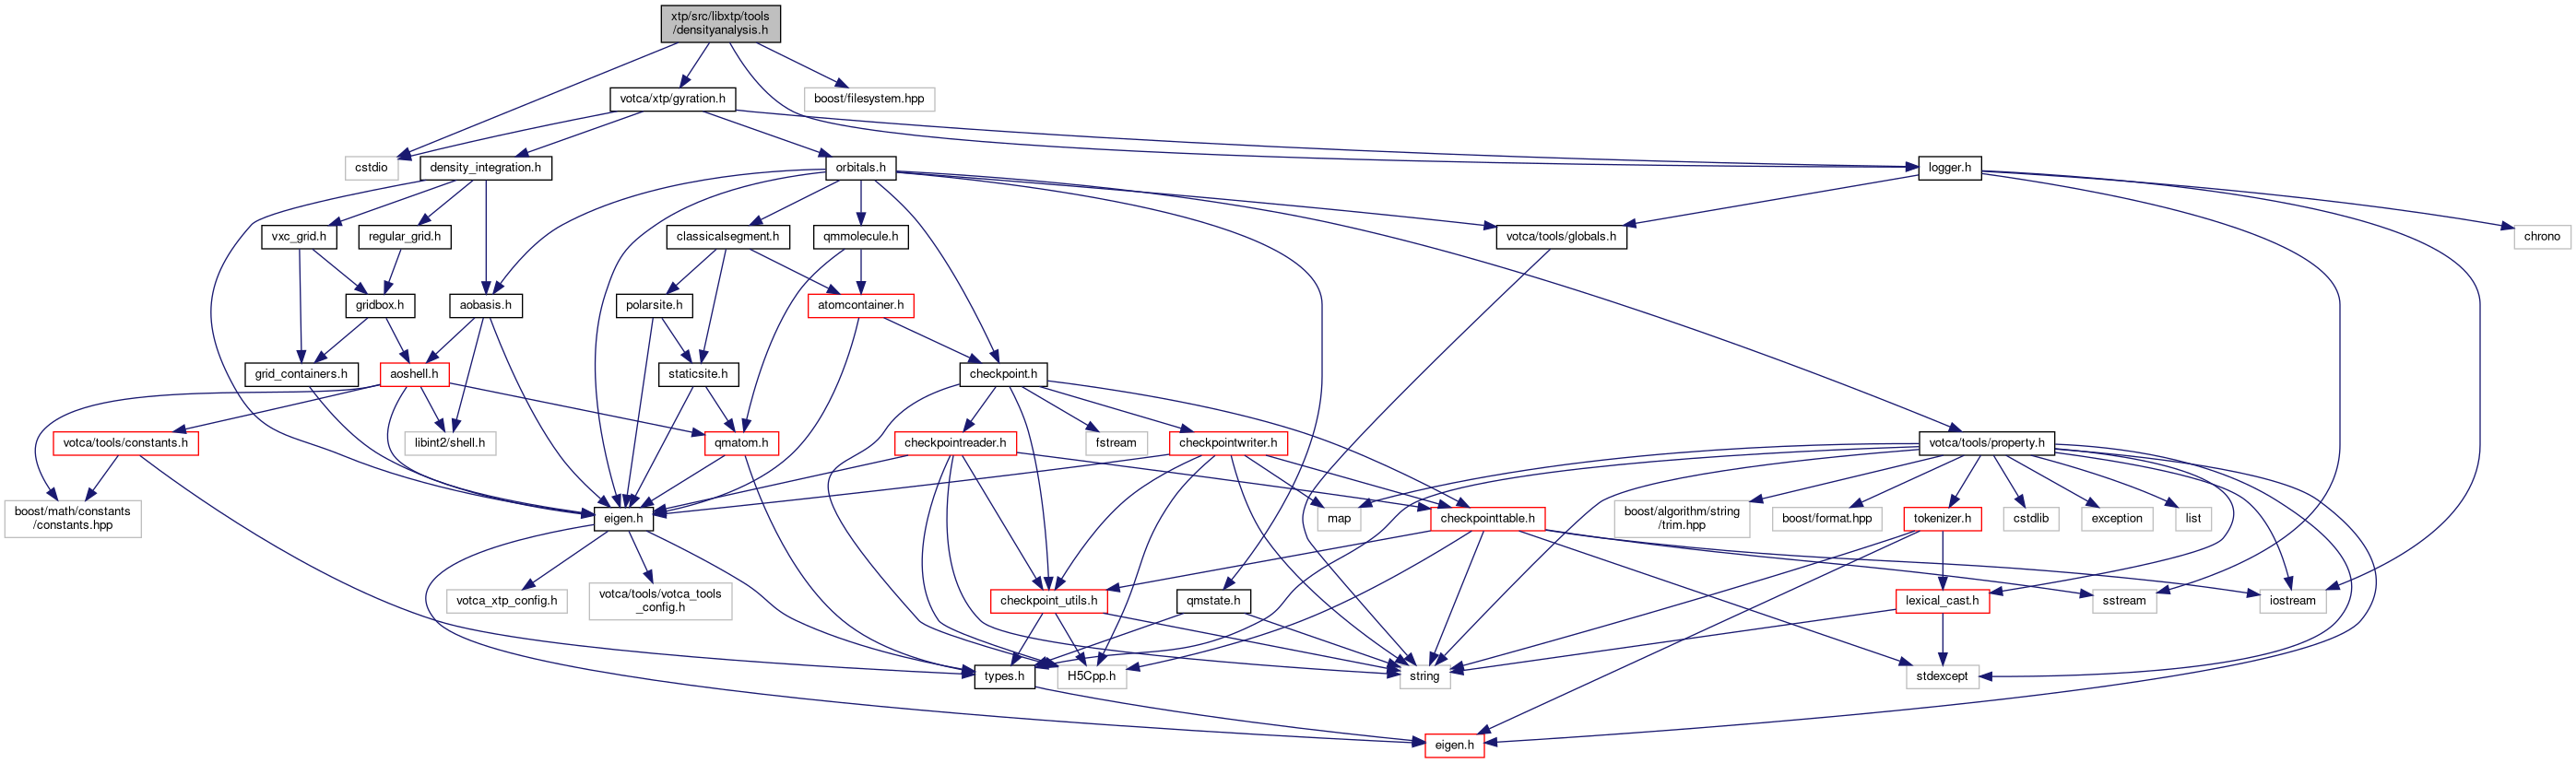 xtp/src/libxtp/tools
/densityanalysis.h
votca/xtp/gyration.h
boost/filesystem.hpp
cstdio
density_integration.h
orbitals.h
logger.h
vxc_grid.h
regular_grid.h
classicalsegment.h
qmmolecule.h
votca/tools/globals.h
chrono
gridbox.h
aobasis.h
polarsite.h
atomcontainer.h
grid_containers.h
aoshell.h
staticsite.h
checkpoint.h
votca/tools/constants.h
libint2/shell.h
qmatom.h
checkpointreader.h
fstream
checkpointwriter.h
votca/tools/property.h
boost/math/constants
/constants.hpp
eigen.h
map
checkpointtable.h
boost/algorithm/string
/trim.hpp
boost/format.hpp
tokenizer.h
cstdlib
exception
list
votca_xtp_config.h
votca/tools/votca_tools
_config.h
checkpoint_utils.h
qmstate.h
lexical_cast.h
sstream
iostream
types.h
H5Cpp.h
string
stdexcept
eigen.h